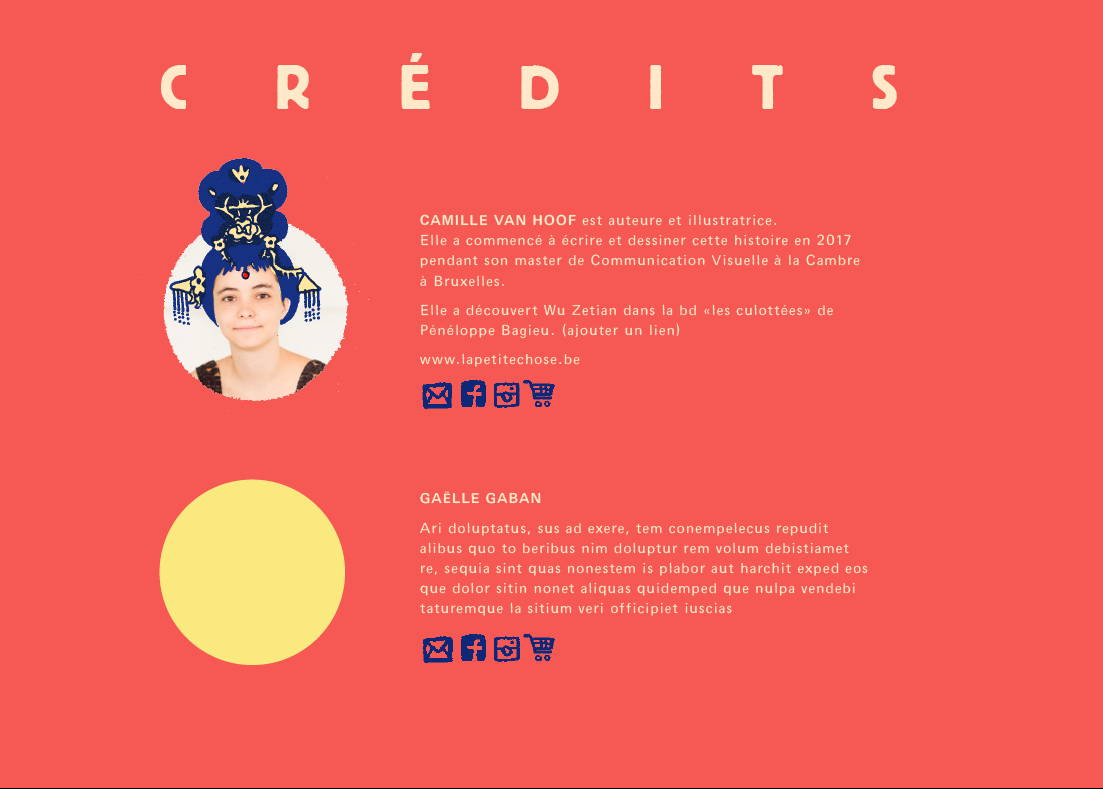 CRÉDITS
CAMILLE VAN HOOF est auteure et illustratrice.
Elle a commencé à écrire et dessiner cette histoire en 2017
pendant son master de Communication Visuelle à la Cambre
à Bruxelles.
Elle a découvert Wu Zetian dans la bd «les culottées» de
Pénéloppe Bagieu. (ajouter un lien)
www.lapetitechose.be
GAËLLE GABAN
Ari doluptatus, sus ad exere, tem conempelecus repudit
alibus quo to beribus nim doluptur rem volum debistiamet
re, sequia sint quas nonestem is plabor aut harchit exped eos
que dolor sitin nonet aliquas quidemped que nulpa vendebi
taturemque la sitium veri officipiet iuscias